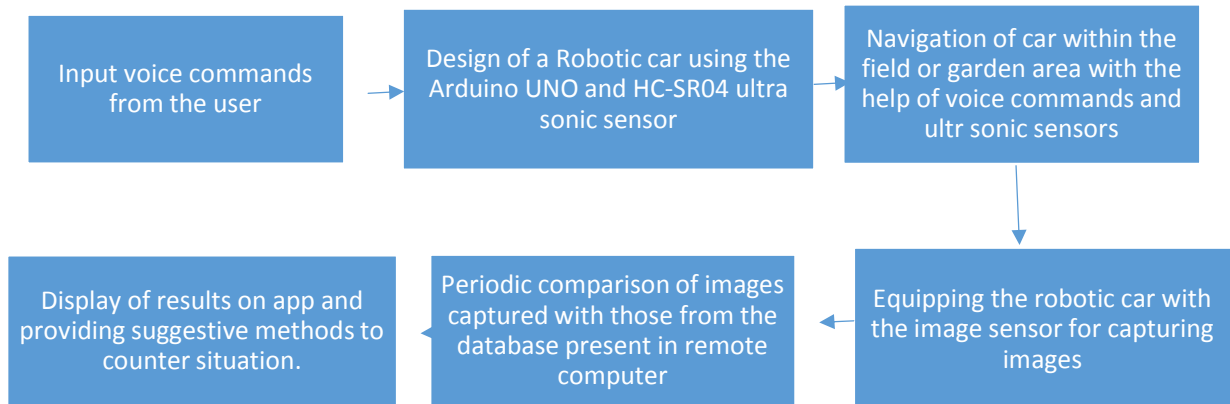 Input voice commands
from the user
Design of a Robotic car using the
Arduino UNO and HC-SR04 ultra
sonic sensor
Navigation of car within the
field or garden area with the
help of voice commands and
ultr sonic sensors
Equipping the robotic car with
the image sensor for capturing
images
Periodic comparison of images
captured with those from the
database present in remote
computer
Display of results on app and
providing suggestive methods to
counter situation.